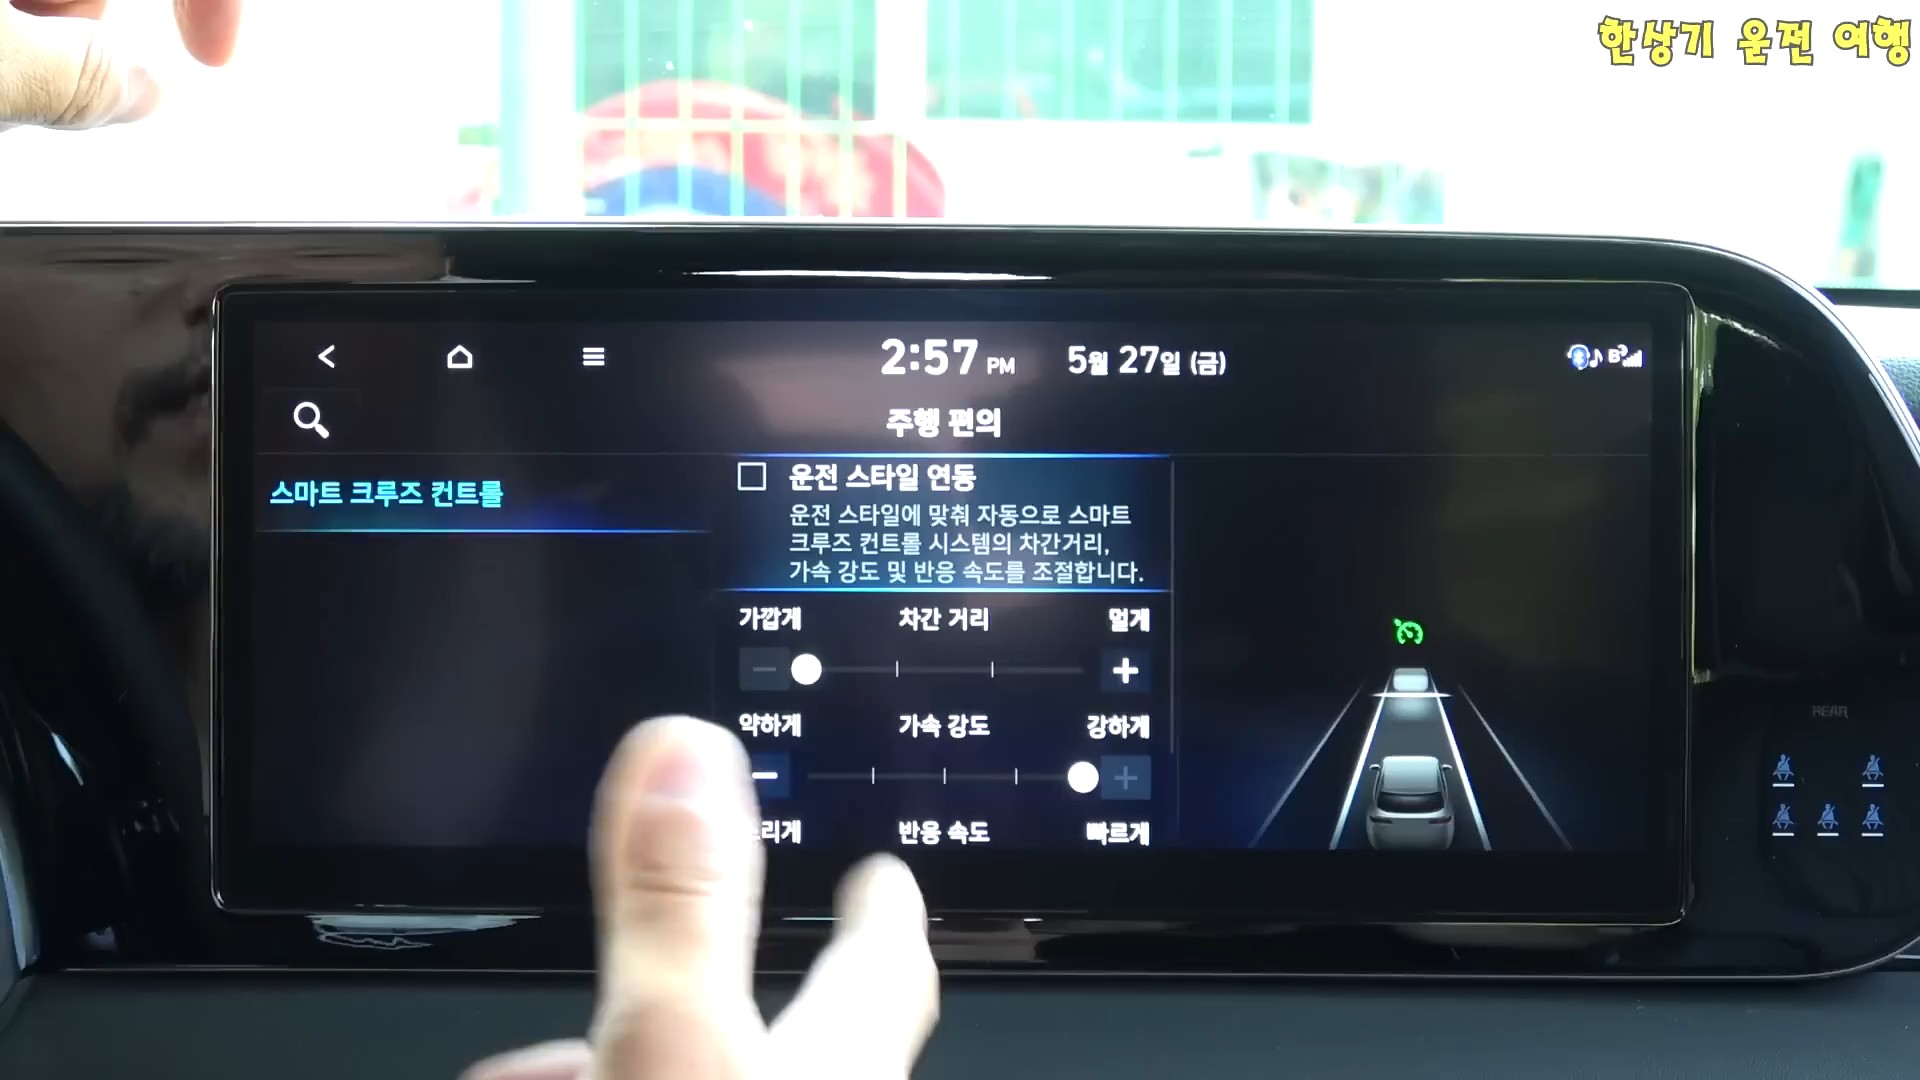 한상기 운전 여행
2:57 PM 5월 27일 (금)
주행 편의
스마트 크루즈 컨트롤
운전 스타일 연동
운전 스타일에 맞춰 자동으로 스마트
크루즈 컨트롤 시스템의 차간거리,
가속 강도 및 반응 속도를 조절합니다.
가깝게 차간 거리 멀게
약하게 가속 강도 강하게
반응 속도 빠르게
REAR